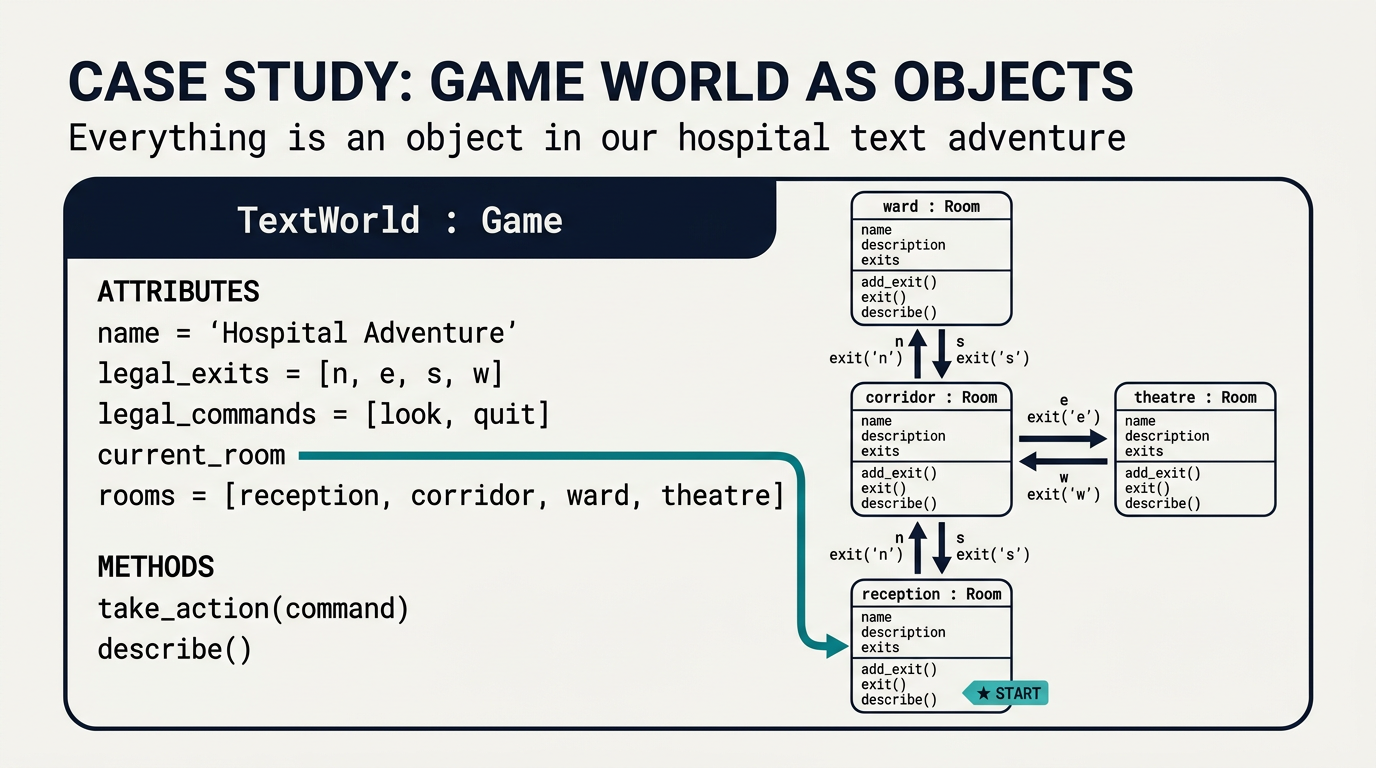 CASE STUDY: GAME WORLD AS OBJECTS
Everything is an object in our hospital text adventure
TextWorld : Game
ATTRIBUTES
name = ‘Hospital Adventure’
legal_exits = [n, e, s, w]
legal_commands = [look, quit]
current_room
rooms = [reception, corridor, ward, theatre]
METHODS
take_action(command)
describe()
ward : Room
name
description
exits
add_exit()
exit()
describe()
n
exit(‘n’)
s
exit(‘s’)
corridor : Room
name
description
exits
add_exit()
exit()
describe()
e
exit(‘e’)
w
exit(‘w’)
theatre : Room
name
description
exits
add_exit()
exit()
describe()
n
exit(‘n’)
s
exit(‘s’)
reception : Room
name
description
exits
add_exit()
exit()
describe()
★ START